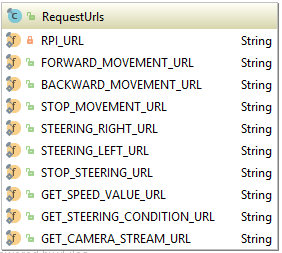 RequestUrls
RPI_URL String
FORWARD_MOVEMENT_URL String
BACKWARD_MOVEMENT_URL String
STOP_MOVEMENT_URL String
STEERING_RIGHT_URL String
STEERING_LEFT_URL String
STOP_STEERING_URL String
GET_SPEED_VALUE_URL String
GET_STEERING_CONDITION_URL String
GET_CAMERA_STREAM_URL String